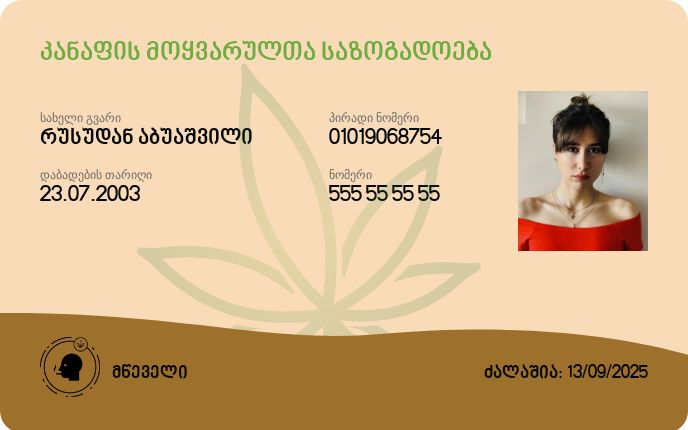 კანაფის მოყვარულთა საზოგადოება
სახელი გვარი
რუსუდან აბუაშვილი
პირადი ნომერი
01019068754
დაბადების თარიღი
23.07.2003
ნომერი
555 55 55 55
მწეველი
ძალაშია: 13/09/2025